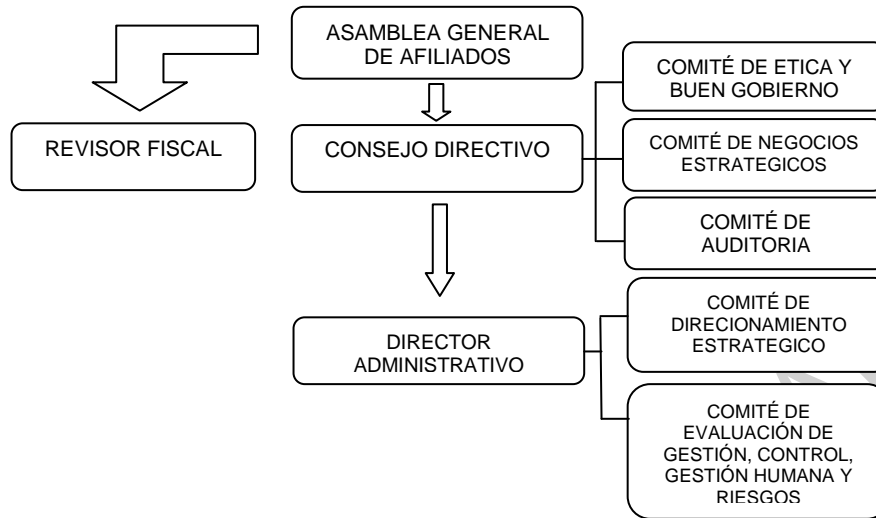 ASAMBLEA GENERAL
DE AFILIADOS
COMITÉ DE ETICA Y
BUEN GOBIERNO
REVISOR FISCAL
CONSEJO DIRECTIVO
COMITÉ DE NEGOCIOS
ESTRATEGICOS
COMITÉ DE
AUDITORIA
DIRECTOR
ADMINISTRATIVO
COMITÉ DE
DIRECIONAMIENTO
ESTRATEGICO
COMITÉ DE
EVALUACIÓN DE
GESTIÓN, CONTROL,
GESTIÓN HUMANA Y
RIESGOS